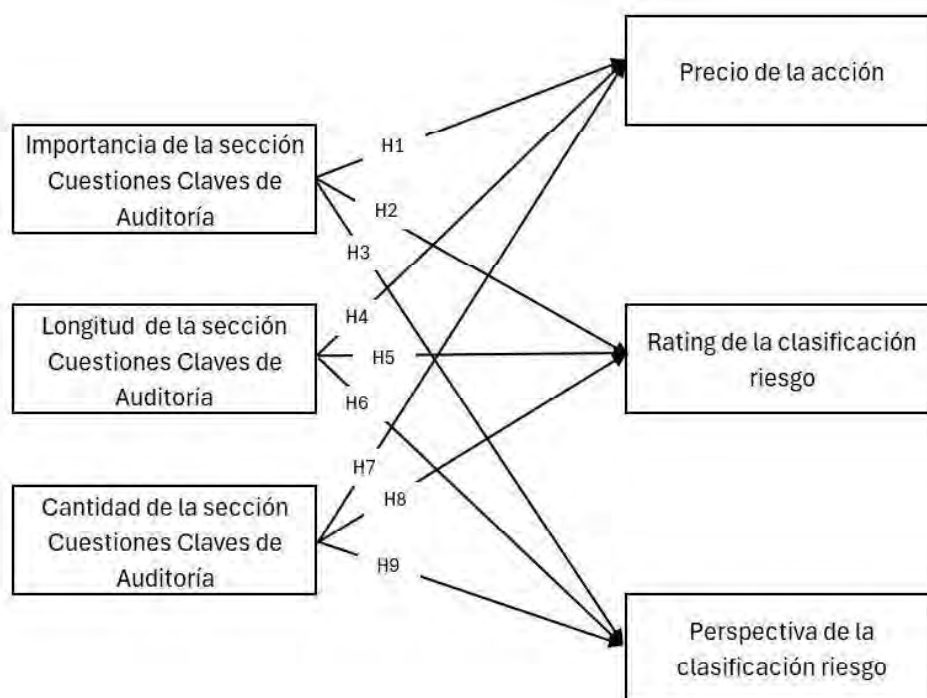 Precio de la acción
Importancia de la sección
Cuestiones Claves de
Auditoría
H1
H2
H3
Longitud de la sección
Cuestiones Claves de
Auditoría
H4
H5
H6
Rating de la clasificación
riesgo
Cantidad de la sección
Cuestiones Claves de
Auditoría
H7
H8
H9
Perspectiva de la
clasificación riesgo